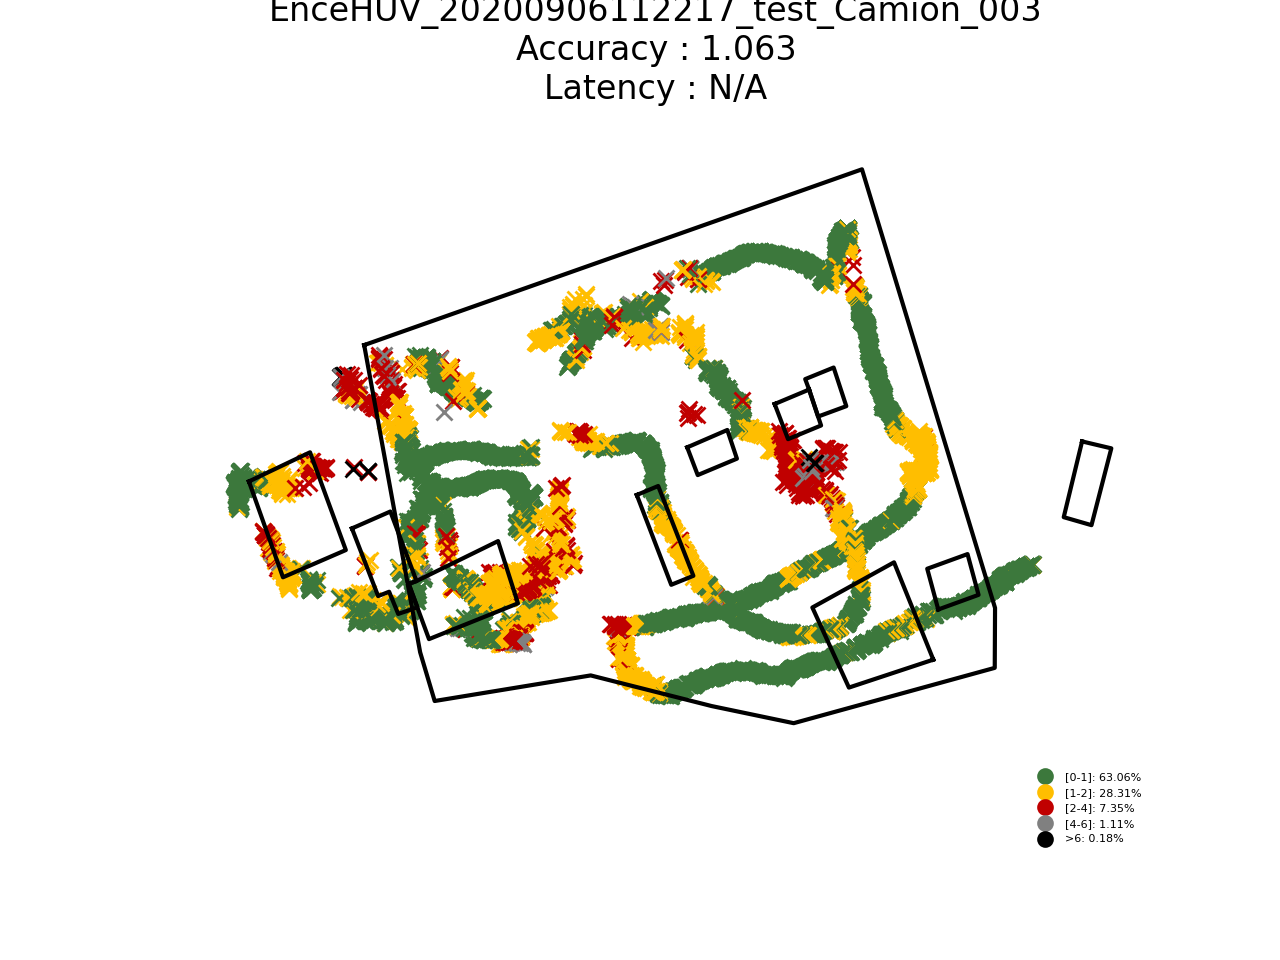 EnceHUV_20200906112217_test_Camion_003
Accuracy : 1.063
Latency : N/A
[0-1]: 63.06%
[1-2]: 28.31%
[2-4]: 7.35%
[4-6]: 1.11%
>6: 0.18%